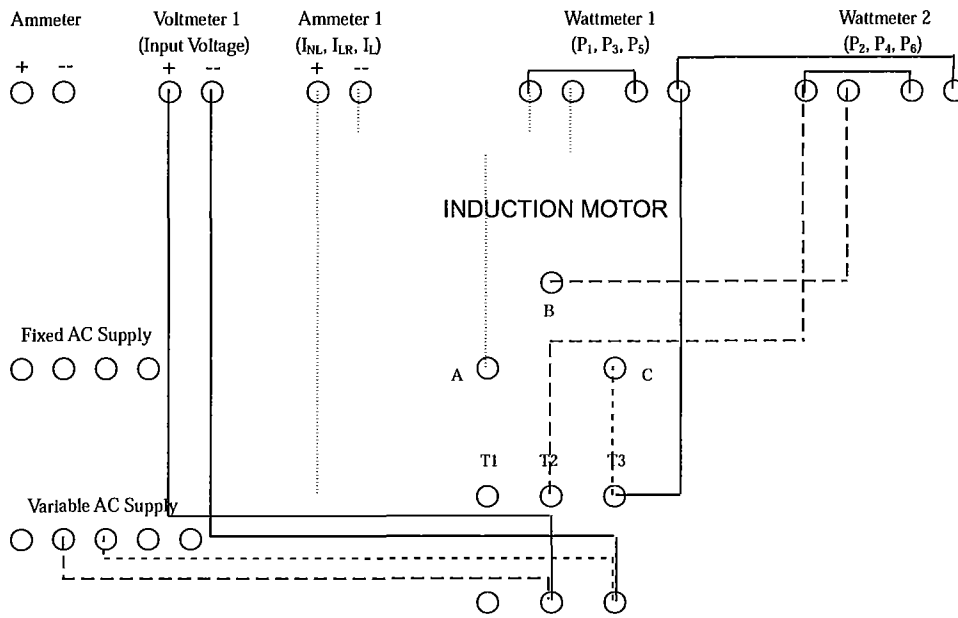 Ammeter
Voltmeter 1
(Input Voltage)
Ammeter 1
(I_NL, I_LR, I_L)
Wattmeter 1
(P₁, P₃, P₅)
Wattmeter 2
(P₂, P₄, P₆)
+ --
+ --
+ --
INDUCTION MOTOR
B
Fixed AC Supply
A
C
T1
T2
T3
Variable AC Supply